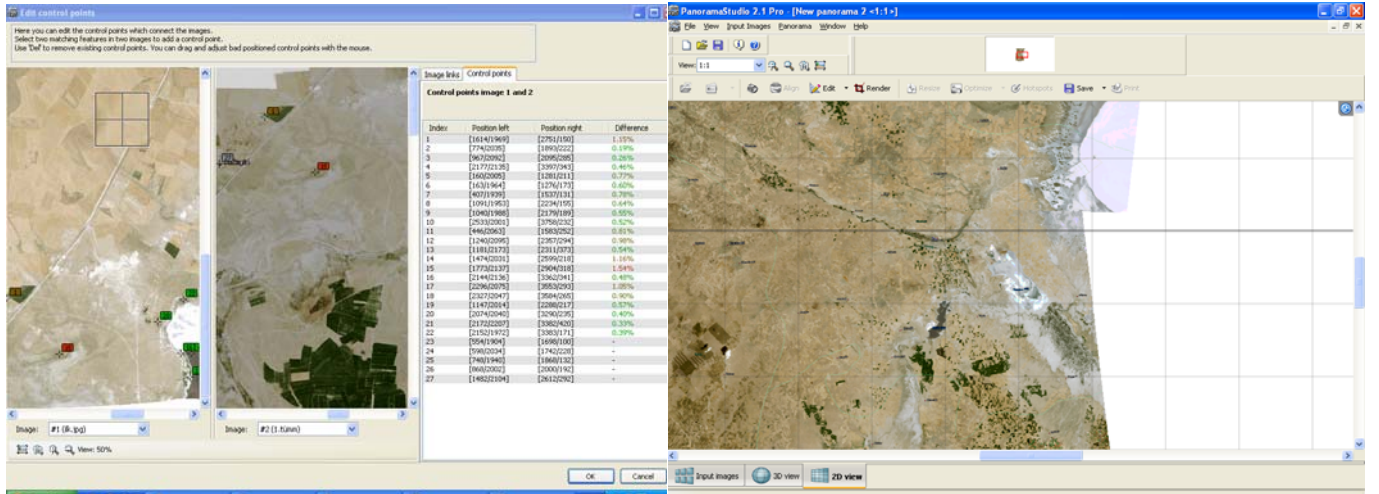 Edit control points
Here you can edit the control points which connect the images.
Select two matching features in two images to add a control point.
Use 'Del' to remove existing control points. You can drag and adjust bad positioned control points with the mouse.
Image links Control points
Control points image 1 and 2
Index Position left Position right Difference
1 [1614/1969] [2751/150] 1.15%
2 [774/2035] [1893/222] 0.19%
3 [967/2092] [2095/285] 0.26%
4 [2177/2135] [3397/343] 0.46%
5 [160/2005] [1281/211] 0.77%
6 [163/1964] [1276/173] 0.60%
7 [407/1939] [1537/131] 0.78%
8 [1091/1953] [2234/155] 0.64%
9 [1040/1988] [2179/189] 0.55%
10 [2533/2001] [3758/232] 0.52%
11 [446/2063] [1583/252] 0.81%
12 [1240/2095] [2357/294] 0.98%
13 [1181/2173] [2311/373] 0.54%
14 [1474/2031] [2599/218] 1.16%
15 [1773/2137] [2904/318] 1.54%
16 [2144/2136] [3362/341] 0.48%
17 [2296/2075] [3553/293] 1.05%
18 [2327/2047] [3584/265] 0.90%
19 [1147/2014] [2288/217] 0.57%
20 [2074/2040] [3290/235] 0.40%
21 [2172/2207] [3382/420] 0.33%
22 [2152/1972] [3383/171] 0.39%
23 [554/1904] [1698/100] -
24 [598/2034] [1742/228] -
25 [748/1940] [1868/132] -
26 [868/2002] [2000/192] -
27 [1482/2104] [2612/292] -
Image: #1 (ilk.jpg) Image: #2 (1.tümn)
View: 50%
OK Cancel
PanoramaStudio 2.1 Pro - [New panorama 2 <1:1>]
File View Input Images Panorama Window Help
View: 1:1
Align Edit Render Resize Optimize Hotspots Save Print
Input images 3D view 2D view